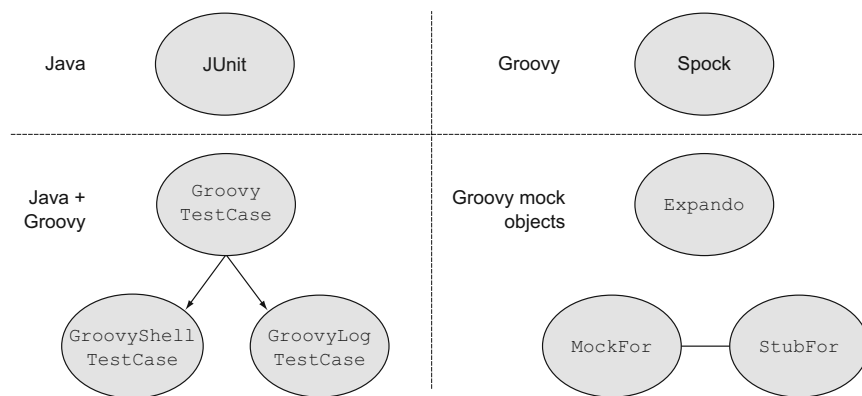 Java
JUnit
Groovy
Spock
Java +
Groovy
Groovy
TestCase
GroovyShell
TestCase
GroovyLog
TestCase
Groovy mock
objects
Expando
MockFor
StubFor